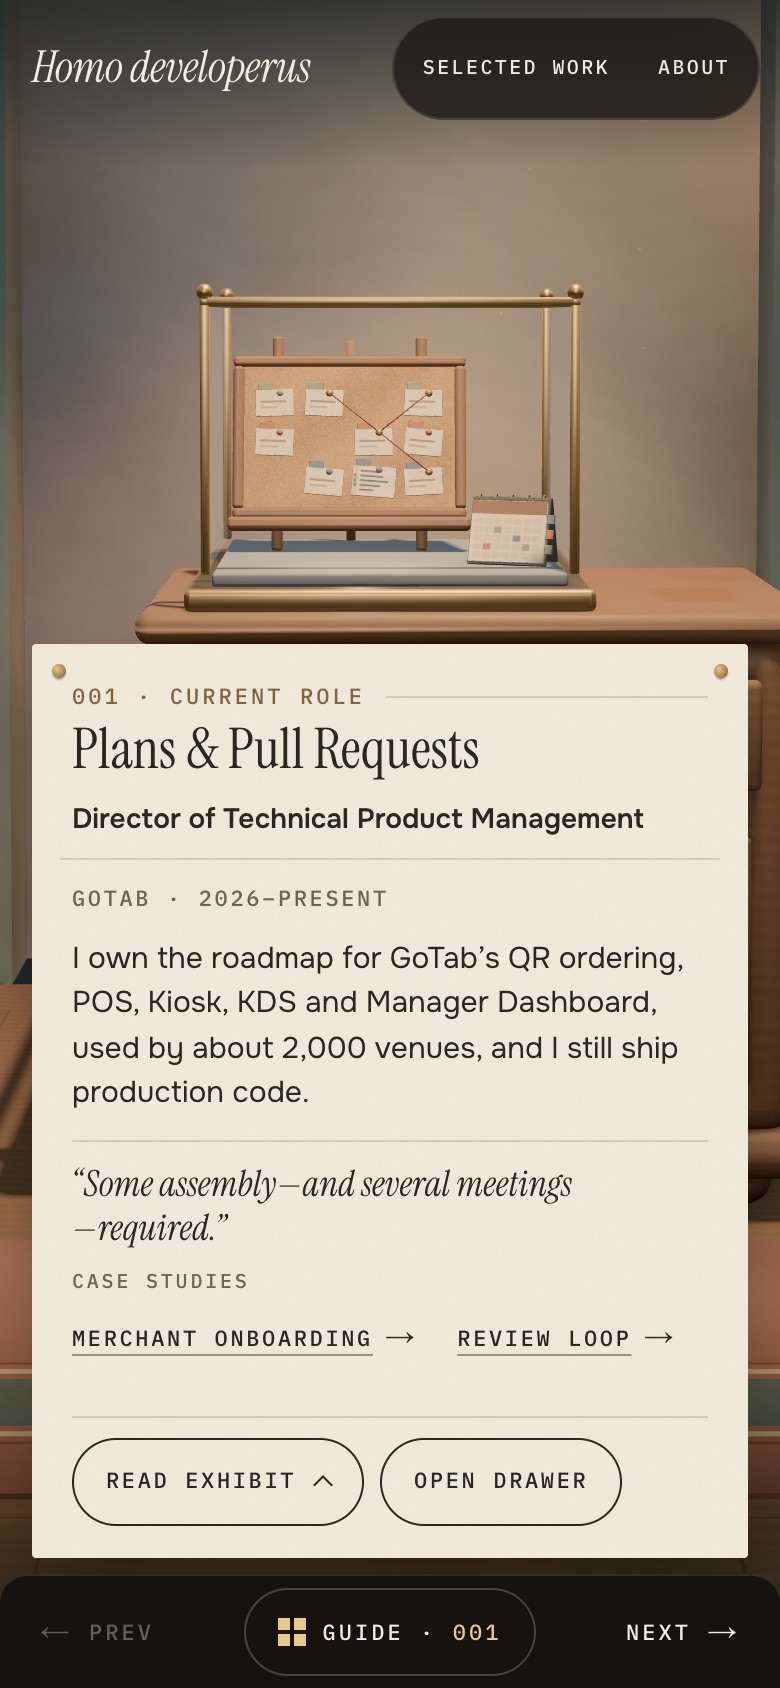 Homo developerus
SELECTED WORK ABOUT
001 · CURRENT ROLE
Plans & Pull Requests
Director of Technical Product Management
GOTAB · 2026–PRESENT
I own the roadmap for GoTab’s QR ordering,
POS, Kiosk, KDS and Manager Dashboard,
used by about 2,000 venues, and I still ship
production code.
“Some assembly—and several meetings
—required.”
CASE STUDIES
MERCHANT ONBOARDING → REVIEW LOOP →
READ EXHIBIT OPEN DRAWER
← PREV GUIDE · 001 NEXT →